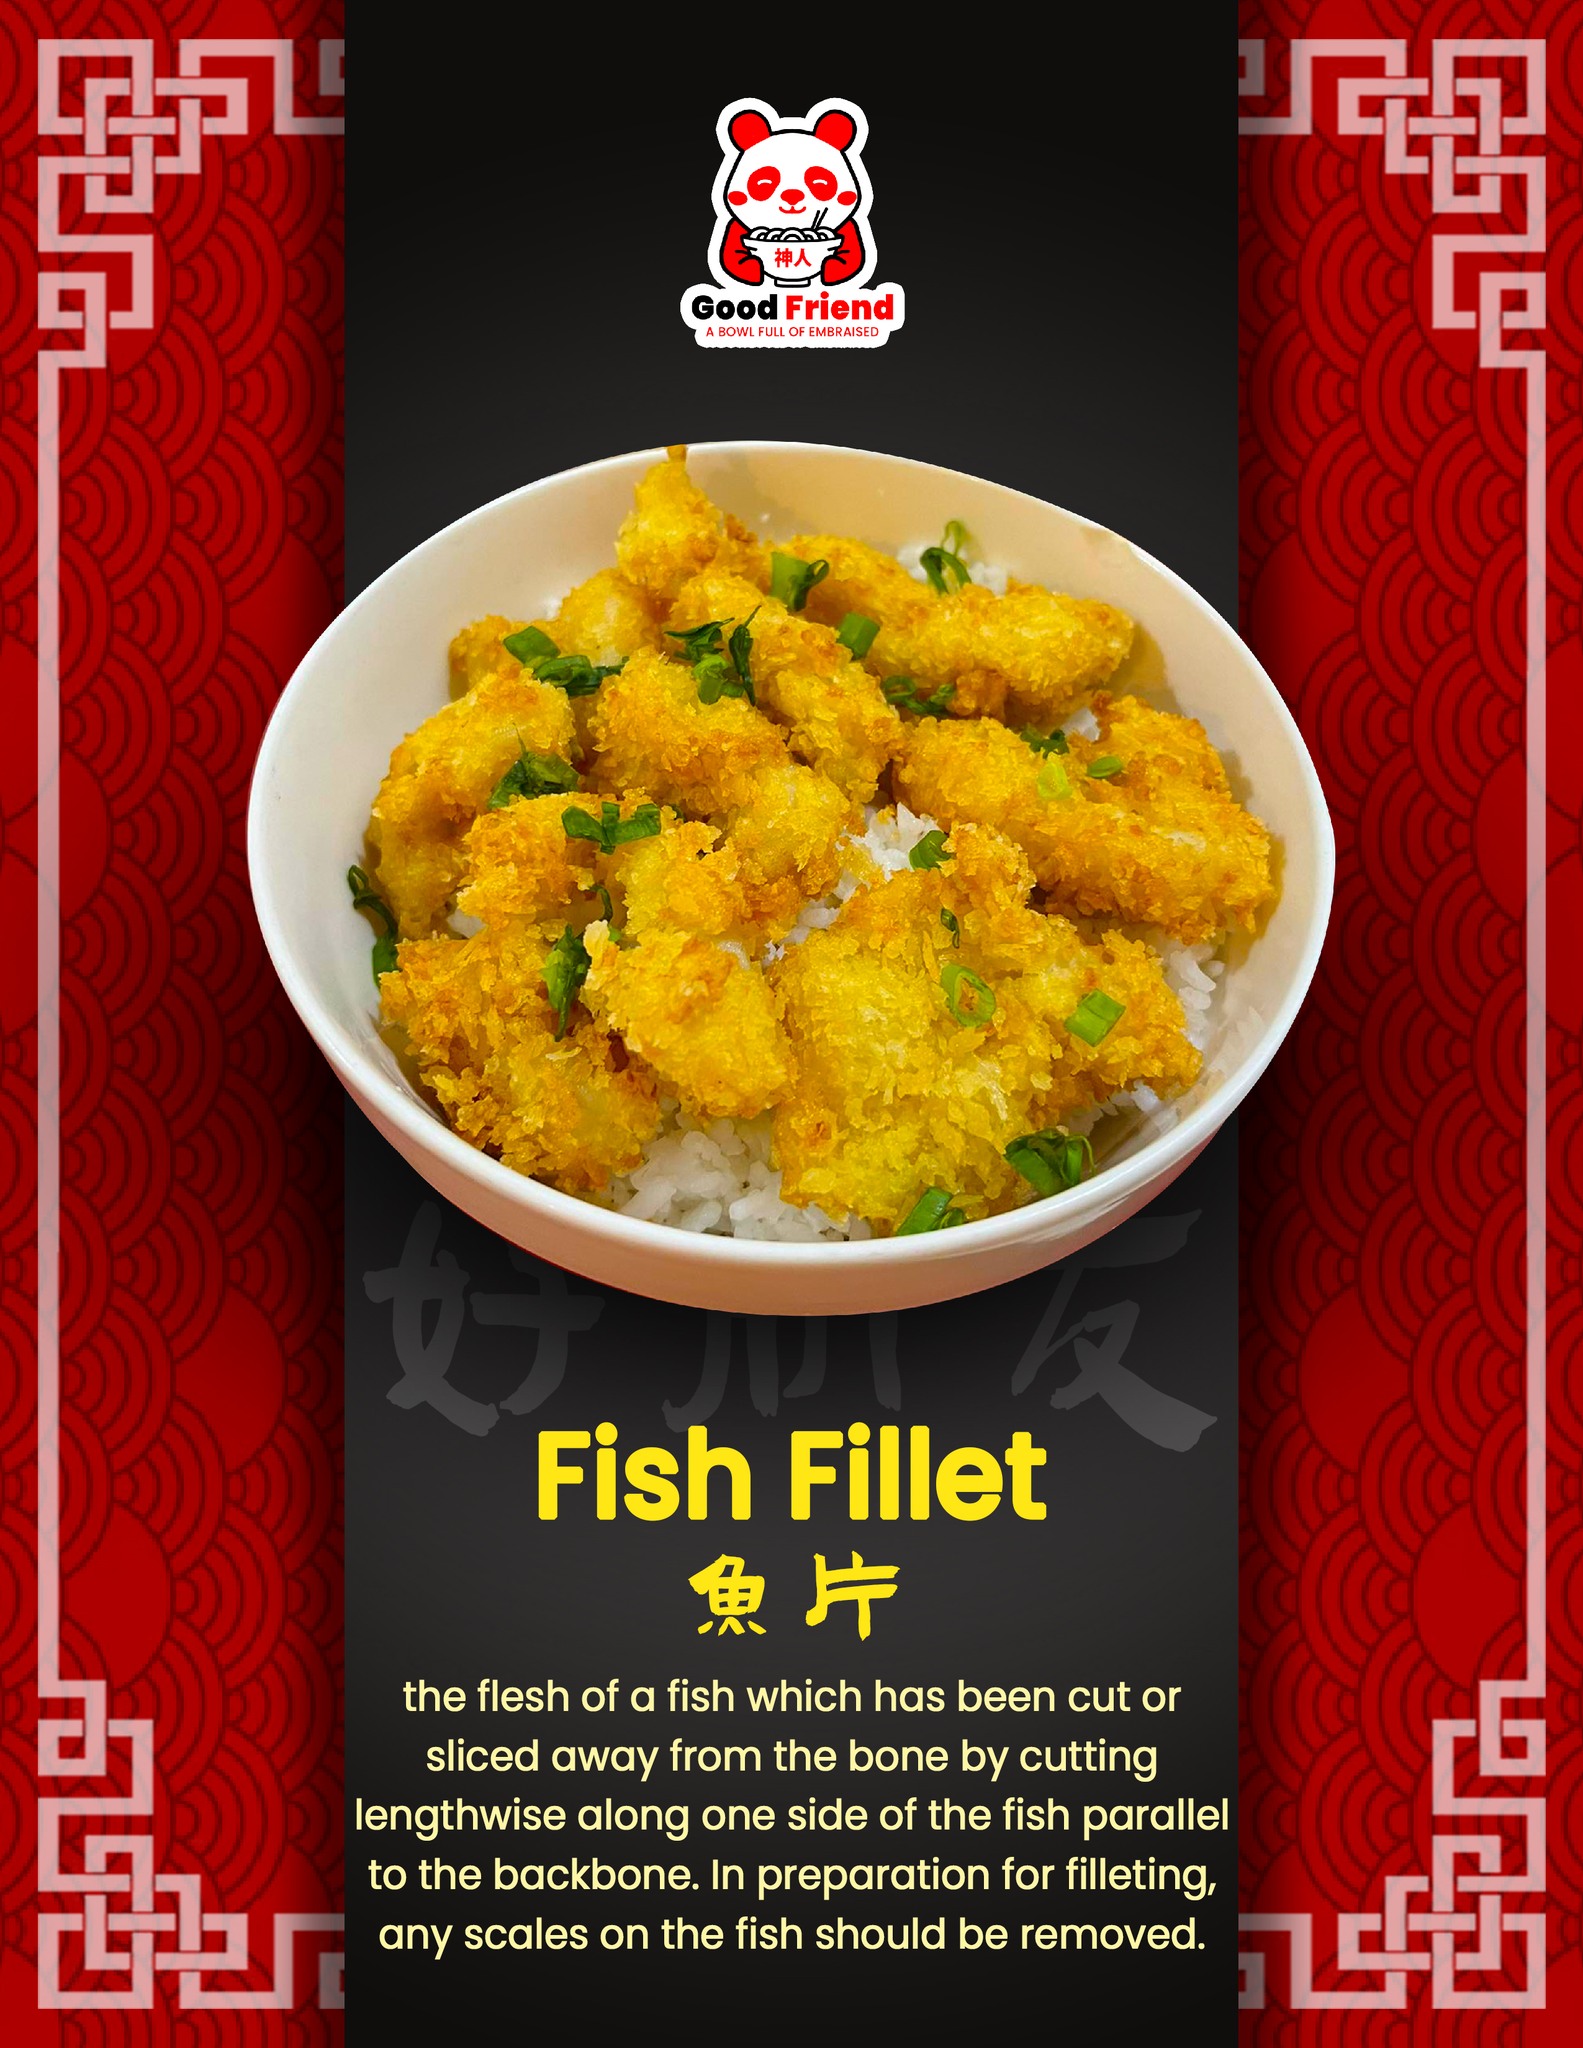 神人
Good Friend
A BOWL FULL OF EMBRAISED
好朋友
Fish Fillet
魚片
the flesh of a fish which has been cut or
sliced away from the bone by cutting
lengthwise along one side of the fish parallel
to the backbone. In preparation for filleting,
any scales on the fish should be removed.